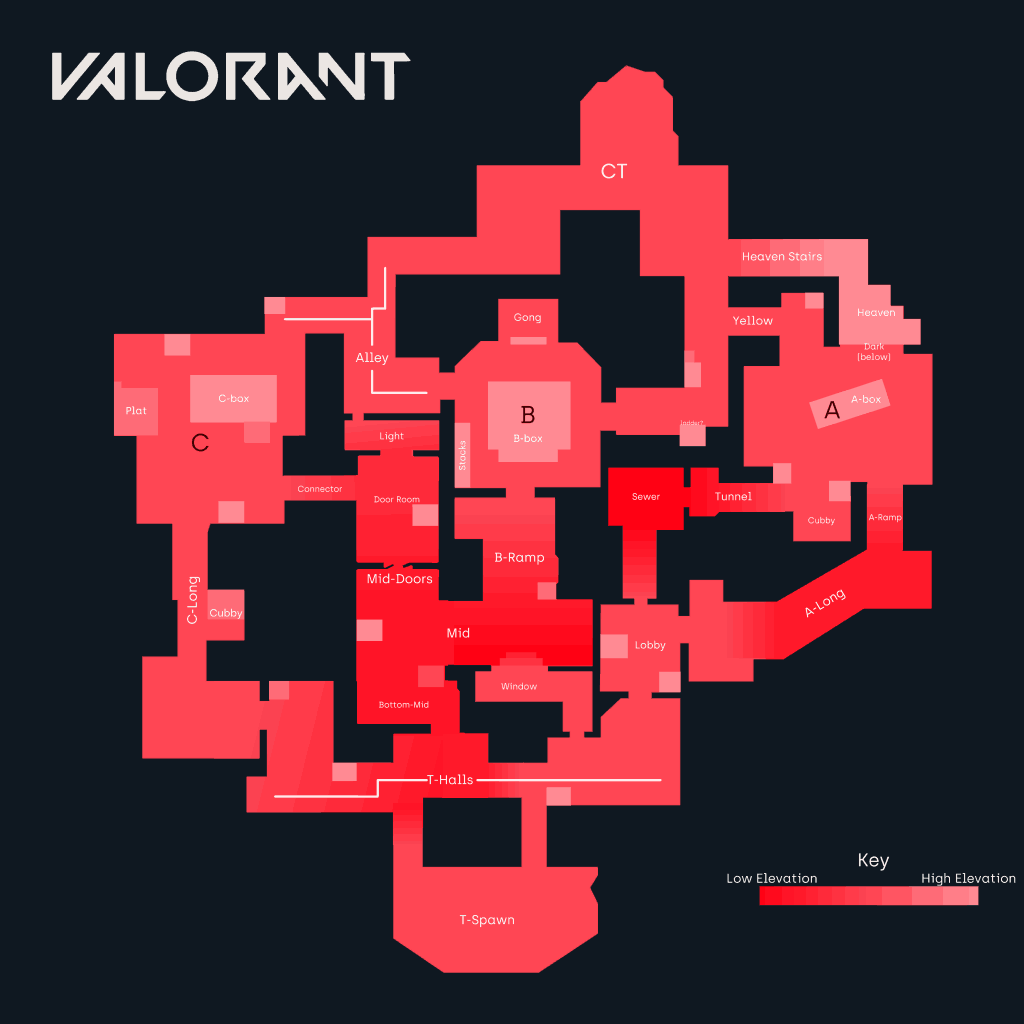 VALORANT
CT
Heaven Stairs
Heaven
Gong
Yellow
Dark
(below)
Alley
C-box
Plat
A-box
A
B
B-box
C
Light
Stacks
Connector
Door Room
Sewer
Tunnel
Cubby
A-Ramp
B-Ramp
Mid-Doors
C-Long
Cubby
A-Long
Mid
Lobby
Window
Bottom-Mid
T-Halls
Key
Low Elevation
High Elevation
T-Spawn